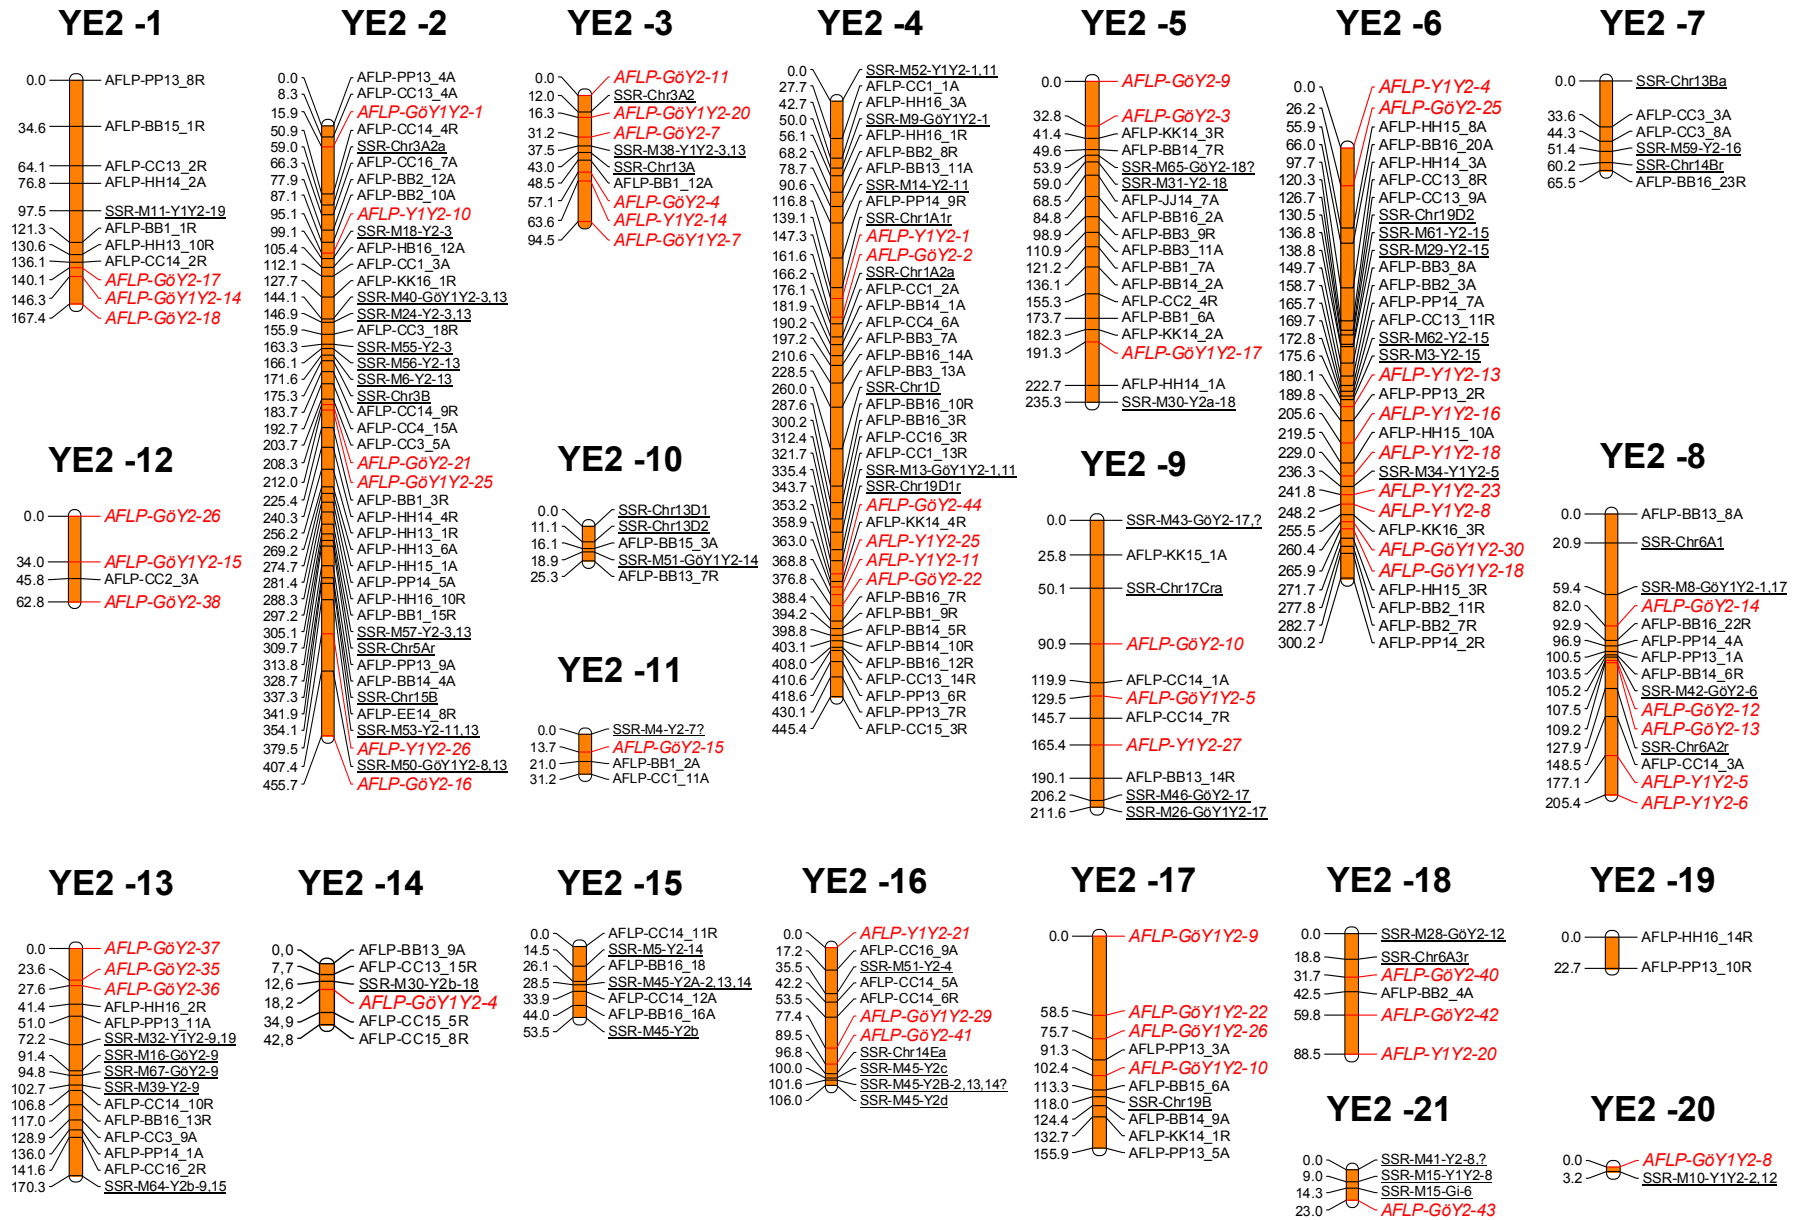 YE2 -1
0.0 AFLP-PP13_8R
34.6 AFLP-BB15_1R
64.1 AFLP-CC13_2R
76.8 AFLP-HH14_2A
97.5 SSR-M11-Y1Y2-19
121.3 AFLP-BB1_1R
130.6 AFLP-HH13_10R
136.1 AFLP-CC14_2R
140.1 AFLP-GöY2-17
146.3 AFLP-GöY1Y2-14
167.4 AFLP-GöY2-18
YE2 -2
0.0 AFLP-PP13_4A
8.3 AFLP-CC13_4A
15.9 AFLP-GöY1Y2-1
50.9 AFLP-CC14_4R
59.0 SSR-Chr3A2a
66.3 AFLP-CC16_7A
77.9 AFLP-BB2_12A
87.1 AFLP-BB2_10A
95.1 AFLP-Y1Y2-10
99.1 SSR-M18-Y2-3
105.4 AFLP-HB16_12A
112.1 AFLP-CC1_3A
127.7 AFLP-KK16_1R
144.1 SSR-M40-GöY1Y2-3,13
146.9 SSR-M24-Y2-3,13
155.9 AFLP-CC3_18R
163.3 SSR-M55-Y2-3
166.1 SSR-M56-Y2-13
171.6 SSR-M6-Y2-13
175.3 SSR-Chr3B
183.7 AFLP-CC14_9R
192.7 AFLP-CC4_15A
203.7 AFLP-CC3_5A
208.3 AFLP-GöY2-21
212.0 AFLP-GöY1Y2-25
225.4 AFLP-BB1_3R
240.3 AFLP-HH14_4R
256.2 AFLP-HH13_1R
269.2 AFLP-HH13_6A
274.7 AFLP-HH15_1A
281.4 AFLP-PP14_5A
288.3 AFLP-HH16_10R
297.2 AFLP-BB1_15R
305.1 SSR-M57-Y2-3,13
309.7 SSR-Chr5Ar
313.8 AFLP-PP13_9A
328.7 AFLP-BB14_4A
337.3 SSR-Chr15B
341.9 AFLP-EE14_8R
354.1 SSR-M53-Y2-11,13
379.5 AFLP-Y1Y2-26
407.4 SSR-M50-GöY1Y2-8,13
455.7 AFLP-GöY2-16
YE2 -3
0.0 AFLP-GöY2-11
12.0 SSR-Chr3A2
16.3 AFLP-GöY1Y2-20
31.2 AFLP-GöY2-7
37.5 SSR-M38-Y1Y2-3,13
43.0 SSR-Chr13A
48.5 AFLP-BB1_12A
57.1 AFLP-GöY2-4
63.6 AFLP-Y1Y2-14
94.5 AFLP-GöY1Y2-7
YE2 -4
0.0 SSR-M52-Y1Y2-1,11
27.7 AFLP-CC1_1A
42.7 AFLP-HH16_3A
50.0 SSR-M9-GöY1Y2-1
56.1 AFLP-HH16_1R
68.2 AFLP-BB2_8R
78.7 AFLP-BB13_11A
90.6 SSR-M14-Y2-11
116.8 AFLP-PP14_9R
139.1 SSR-Chr1A1r
147.3 AFLP-Y1Y2-1
161.6 AFLP-GöY2-2
166.2 SSR-Chr1A2a
176.1 AFLP-CC1_2A
181.9 AFLP-BB14_1A
190.2 AFLP-CC4_6A
197.2 AFLP-BB3_7A
210.6 AFLP-BB16_14A
228.5 AFLP-BB3_13A
260.0 SSR-Chr1D
287.6 AFLP-BB16_10R
300.2 AFLP-BB16_3R
312.4 AFLP-CC16_3R
321.7 AFLP-CC1_13R
335.4 SSR-M13-GöY1Y2-1,11
343.7 SSR-Chr19D1r
353.2 AFLP-GöY2-44
358.9 AFLP-KK14_4R
363.0 AFLP-Y1Y2-25
368.8 AFLP-Y1Y2-11
376.8 AFLP-GöY2-22
388.4 AFLP-BB16_7R
394.2 AFLP-BB1_9R
398.8 AFLP-BB14_5R
403.1 AFLP-BB14_10R
408.0 AFLP-BB16_12R
410.6 AFLP-CC13_14R
418.6 AFLP-PP13_6R
430.1 AFLP-PP13_7R
445.4 AFLP-CC15_3R
YE2 -5
0.0 AFLP-GöY2-9
32.8 AFLP-GöY2-3
41.4 AFLP-KK14_3R
49.6 AFLP-BB14_7R
53.9 SSR-M65-GöY2-18?
59.0 SSR-M31-Y2-18
68.5 AFLP-JJ14_7A
84.8 AFLP-BB16_2A
98.9 AFLP-BB3_9R
110.9 AFLP-BB3_11A
121.2 AFLP-BB1_7A
136.1 AFLP-BB14_2A
155.3 AFLP-CC2_4R
173.7 AFLP-BB1_6A
182.3 AFLP-KK14_2A
191.3 AFLP-GöY1Y2-17
222.7 AFLP-HH14_1A
235.3 SSR-M30-Y2a-18
YE2 -6
0.0 AFLP-Y1Y2-4
26.2 AFLP-GöY2-25
55.9 AFLP-HH15_8A
66.0 AFLP-BB16_20A
97.7 AFLP-HH14_3A
120.3 AFLP-CC13_8R
126.7 AFLP-CC13_9A
130.5 SSR-Chr19D2
136.8 SSR-M61-Y2-15
138.8 SSR-M29-Y2-15
149.7 AFLP-BB3_8A
158.7 AFLP-BB2_3A
165.7 AFLP-PP14_7A
169.7 AFLP-CC13_11R
172.8 SSR-M62-Y2-15
175.6 SSR-M3-Y2-15
180.1 AFLP-Y1Y2-13
189.8 AFLP-PP13_2R
205.6 AFLP-Y1Y2-16
219.5 AFLP-HH15_10A
229.0 AFLP-Y1Y2-18
236.3 SSR-M34-Y1Y2-5
241.8 AFLP-Y1Y2-23
248.2 AFLP-Y1Y2-8
255.5 AFLP-KK16_3R
260.4 AFLP-GöY1Y2-30
265.9 AFLP-GöY1Y2-18
271.7 AFLP-HH15_3R
277.8 AFLP-BB2_11R
282.7 AFLP-BB2_7R
300.2 AFLP-PP14_2R
YE2 -7
0.0 SSR-Chr13Ba
33.6 AFLP-CC3_3A
44.3 AFLP-CC3_8A
51.4 SSR-M59-Y2-16
60.2 SSR-Chr14Br
65.5 AFLP-BB16_23R
YE2 -12
0.0 AFLP-GöY2-26
34.0 AFLP-GöY1Y2-15
45.8 AFLP-CC2_3A
62.8 AFLP-GöY2-38
YE2 -10
0.0 SSR-Chr13D1
11.1 SSR-Chr13D2
16.1 AFLP-BB15_3A
18.9 SSR-M51-GöY1Y2-14
25.3 AFLP-BB13_7R
YE2 -11
0.0 SSR-M4-Y2-7?
13.7 AFLP-GöY2-15
21.0 AFLP-BB1_2A
31.2 AFLP-CC1_11A
YE2 -9
0.0 SSR-M43-GöY2-17,?
25.8 AFLP-KK15_1A
50.1 SSR-Chr17Cra
90.9 AFLP-GöY2-10
119.9 AFLP-CC14_1A
129.5 AFLP-GöY1Y2-5
145.7 AFLP-CC14_7R
165.4 AFLP-Y1Y2-27
190.1 AFLP-BB13_14R
206.2 SSR-M46-GöY2-17
211.6 SSR-M26-GöY1Y2-17
YE2 -8
0.0 AFLP-BB13_8A
20.9 SSR-Chr6A1
59.4 SSR-M8-GöY1Y2-1,17
82.0 AFLP-GöY2-14
92.9 AFLP-BB16_22R
96.9 AFLP-PP14_4A
100.5 AFLP-PP13_1A
103.5 AFLP-BB14_6R
105.2 SSR-M42-GöY2-6
107.5 AFLP-GöY2-12
109.2 AFLP-GöY2-13
127.9 SSR-Chr6A2r
148.5 AFLP-CC14_3A
177.1 AFLP-Y1Y2-5
205.4 AFLP-Y1Y2-6
YE2 -13
0.0 AFLP-GöY2-37
23.6 AFLP-GöY2-35
27.6 AFLP-GöY2-36
41.4 AFLP-HH16_2R
51.0 AFLP-PP13_11A
72.2 SSR-M32-Y1Y2-9,19
91.4 SSR-M16-GöY2-9
94.8 SSR-M67-GöY2-9
102.7 SSR-M39-Y2-9
106.8 AFLP-CC14_10R
117.0 AFLP-BB16_13R
128.9 AFLP-CC3_9A
136.0 AFLP-PP14_1A
141.6 AFLP-CC16_2R
170.3 SSR-M64-Y2b-9,15
YE2 -14
0,0 AFLP-BB13_9A
7,7 AFLP-CC13_15R
12,6 SSR-M30-Y2b-18
18,2 AFLP-GöY1Y2-4
34,9 AFLP-CC15_5R
42,8 AFLP-CC15_8R
YE2 -15
0.0 AFLP-CC14_11R
14.5 SSR-M5-Y2-14
26.1 AFLP-BB16_18
28.5 SSR-M45-Y2A-2,13,14
33.9 AFLP-CC14_12A
44.0 AFLP-BB16_16A
53.5 SSR-M45-Y2b
YE2 -16
0.0 AFLP-Y1Y2-21
17.2 AFLP-CC16_9A
35.5 SSR-M51-Y2-4
42.2 AFLP-CC14_5A
53.5 AFLP-CC14_6R
77.4 AFLP-GöY1Y2-29
89.5 AFLP-GöY2-41
96.8 SSR-Chr14Ea
100.0 SSR-M45-Y2c
101.6 SSR-M45-Y2B-2,13,14?
106.0 SSR-M45-Y2d
YE2 -17
0.0 AFLP-GöY1Y2-9
58.5 AFLP-GöY1Y2-22
75.7 AFLP-GöY1Y2-26
91.3 AFLP-PP13_3A
102.4 AFLP-GöY1Y2-10
113.3 AFLP-BB15_6A
118.0 SSR-Chr19B
124.4 AFLP-BB14_9A
132.7 AFLP-KK14_1R
155.9 AFLP-PP13_5A
YE2 -18
0.0 SSR-M28-GöY2-12
18.8 SSR-Chr6A3r
31.7 AFLP-GöY2-40
42.5 AFLP-BB2_4A
59.8 AFLP-GöY2-42
88.5 AFLP-Y1Y2-20
YE2 -19
0.0 AFLP-HH16_14R
22.7 AFLP-PP13_10R
YE2 -21
0.0 SSR-M41-Y2-8,?
9.0 SSR-M15-Y1Y2-8
14.3 SSR-M15-Gi-6
23.0 AFLP-GöY2-43
YE2 -20
0.0 AFLP-GöY1Y2-8
3.2 SSR-M10-Y1Y2-2,12